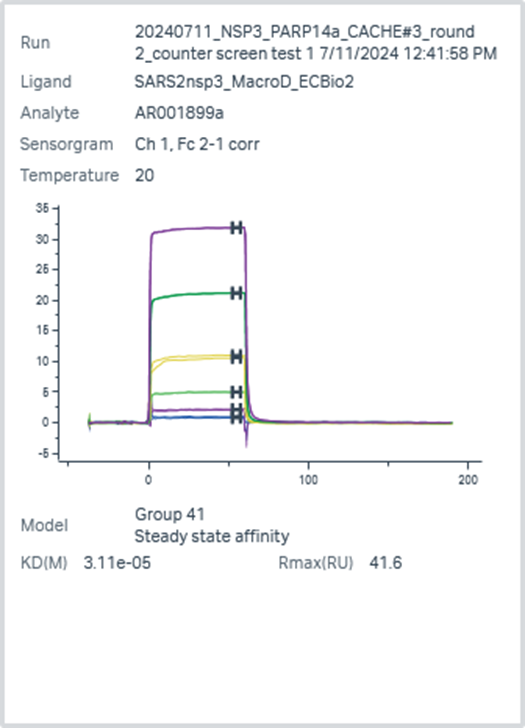 Run
20240711_NSP3_PARP14a_CACHE#3_round
2_counter screen test 1 7/11/2024 12:41:58 PM
Ligand SARS2nsp3_MacroD_ECBio2
Analyte AR001899a
Sensorgram Ch 1, Fc 2-1 corr
Temperature 20
35
30
25
20
15
10
5
0
-5
0 100 200
Model
Group 41
Steady state affinity
KD(M) 3.11e-05 Rmax(RU) 41.6